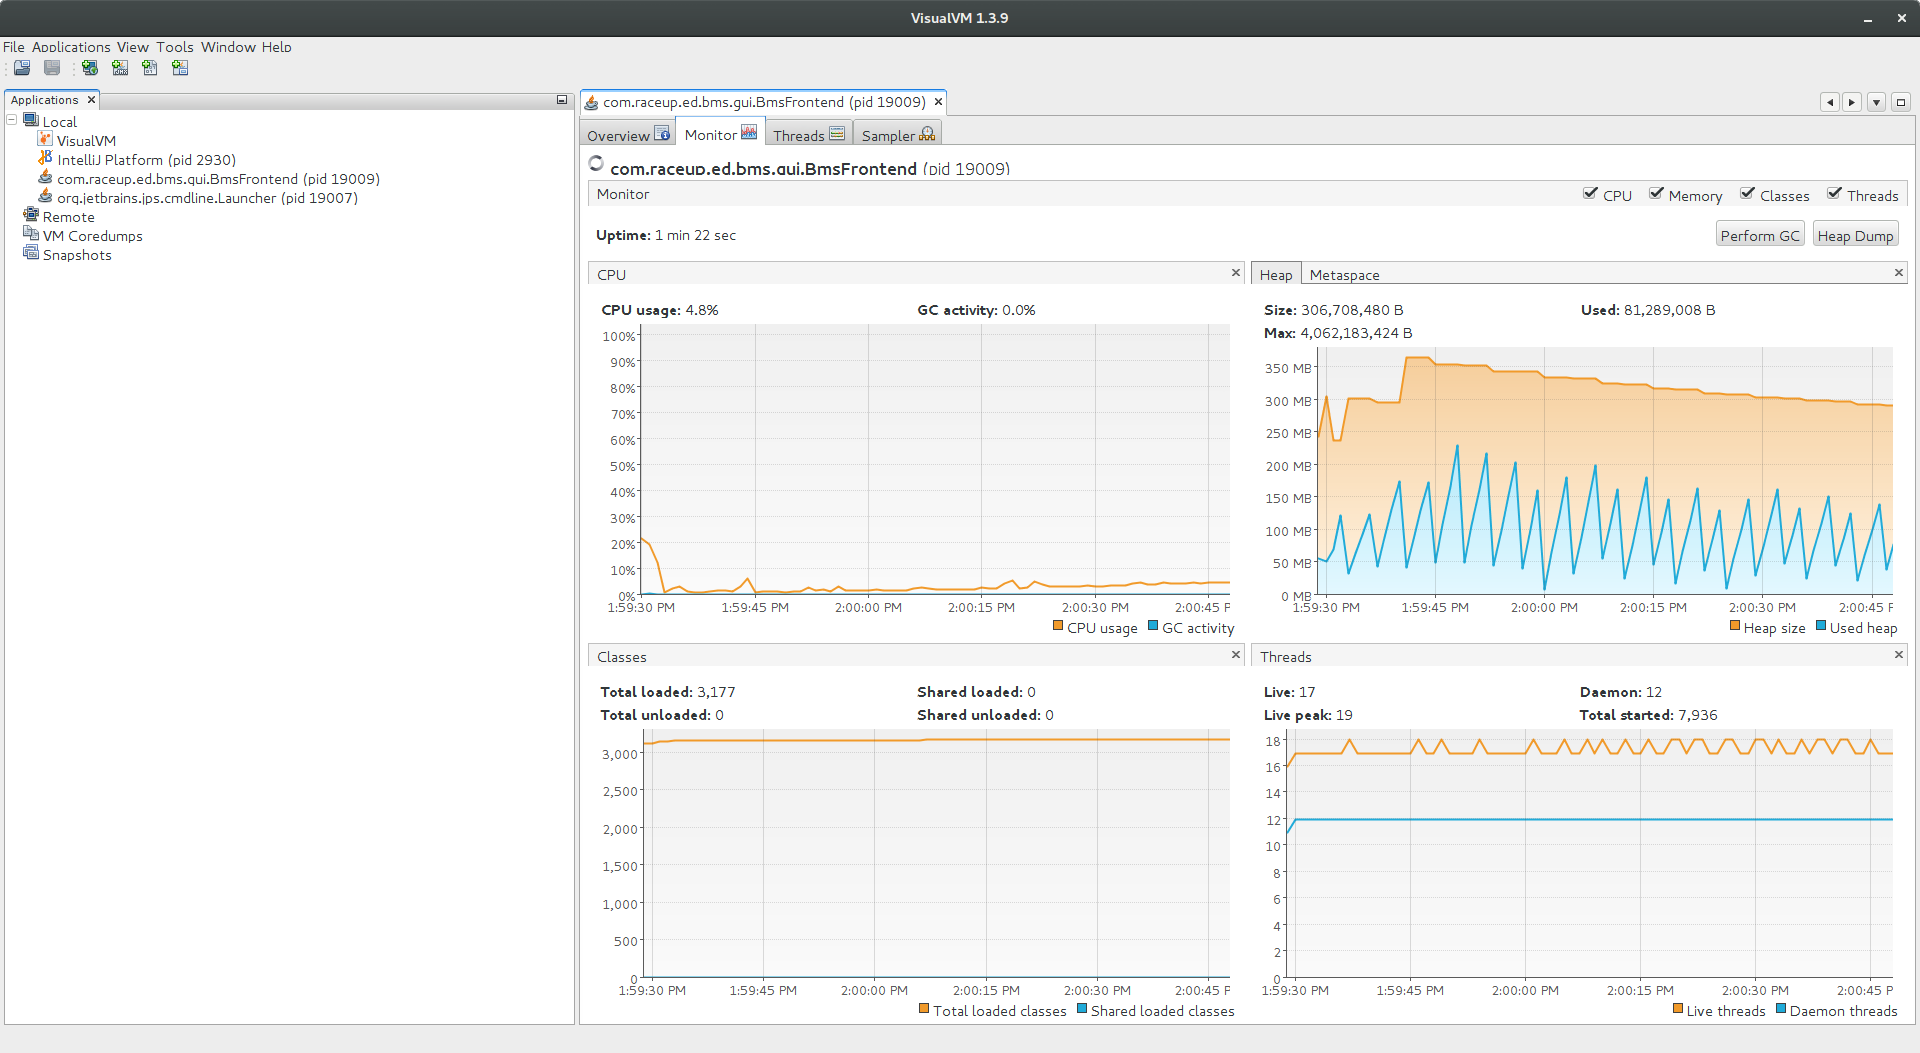 VisualVM 1.3.9
File Applications View Tools Window Help
Applications
Local
VisualVM
IntelliJ Platform (pid 2930)
com.raceup.ed.bms.gui.BmsFrontend (pid 19009)
org.jetbrains.jps.cmdline.Launcher (pid 19007)
Remote
VM Coredumps
Snapshots
com.raceup.ed.bms.gui.BmsFrontend (pid 19009)
Overview Monitor Threads Sampler
com.raceup.ed.bms.gui.BmsFrontend (pid 19009)
Monitor CPU Memory Classes Threads
Uptime: 1 min 22 sec Perform GC Heap Dump
CPU
CPU usage: 4.8% GC activity: 0.0%
100%
90%
80%
70%
60%
50%
40%
30%
20%
10%
0%
1:59:30 PM 1:59:45 PM 2:00:00 PM 2:00:15 PM 2:00:30 PM 2:00:45 P
CPU usage GC activity
Heap Metaspace
Size: 306,708,480 B Used: 81,289,008 B
Max: 4,062,183,424 B
350 MB
300 MB
250 MB
200 MB
150 MB
100 MB
50 MB
0 MB
1:59:30 PM 1:59:45 PM 2:00:00 PM 2:00:15 PM 2:00:30 PM 2:00:45 P
Heap size Used heap
Classes
Total loaded: 3,177 Shared loaded: 0
Total unloaded: 0 Shared unloaded: 0
3,000
2,500
2,000
1,500
1,000
500
0
1:59:30 PM 1:59:45 PM 2:00:00 PM 2:00:15 PM 2:00:30 PM 2:00:45 P
Total loaded classes Shared loaded classes
Threads
Live: 17 Daemon: 12
Live peak: 19 Total started: 7,936
18
16
14
12
10
8
6
4
2
0
1:59:30 PM 1:59:45 PM 2:00:00 PM 2:00:15 PM 2:00:30 PM 2:00:45 P
Live threads Daemon threads